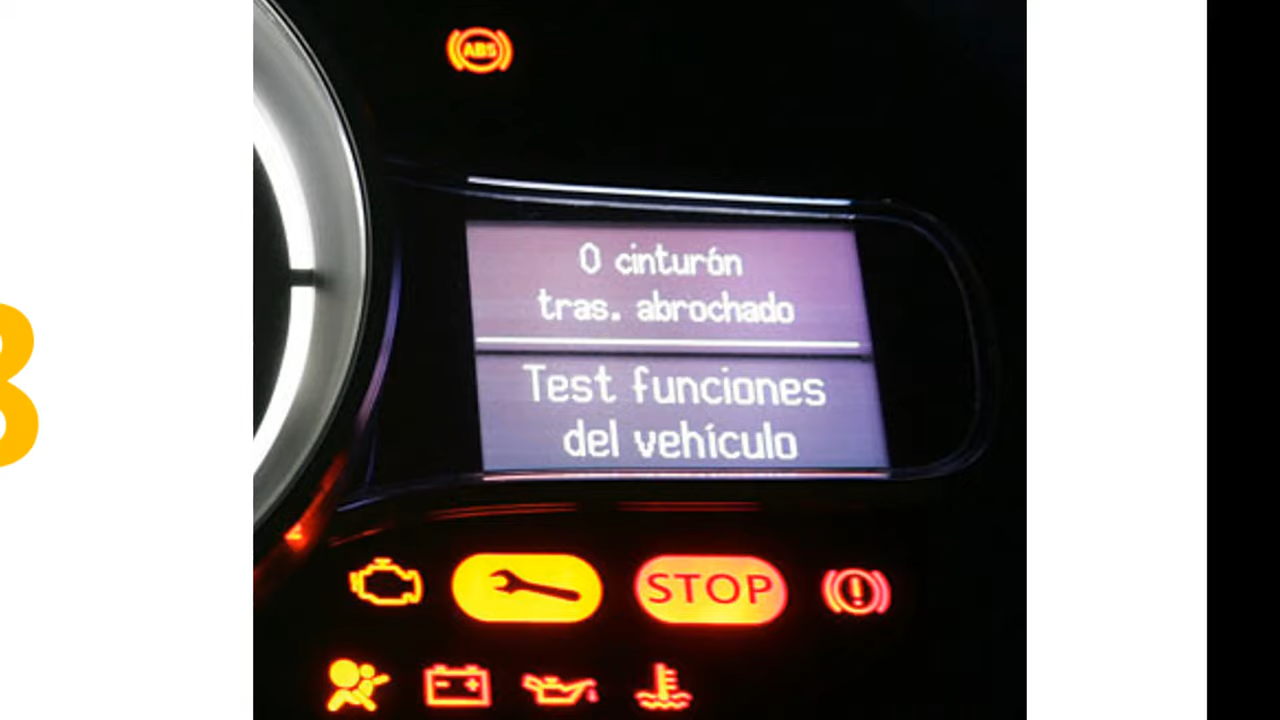 ABS
0 cinturón
tras. abrochado
Test funciones
del vehículo
STOP